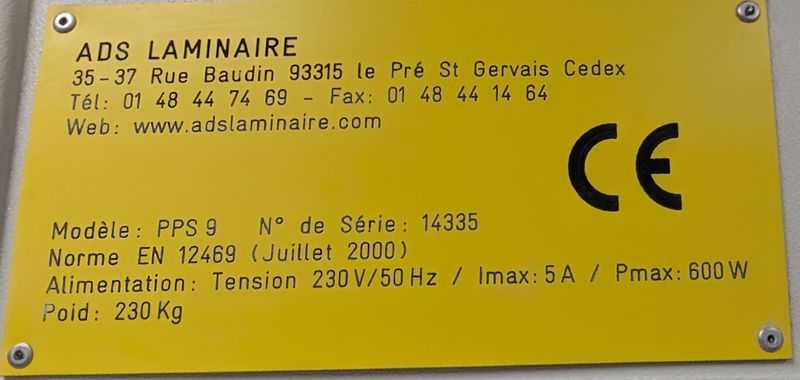 ADS LAMINAIRE
35-37 Rue Baudin 93315 le Pré St Gervais Cedex
Tél: 01 48 44 74 69 - Fax: 01 48 44 14 64
Web: www.adslaminaire.com
CE
Modèle: PPS 9 N° de Série: 14335
Norme EN 12469 (Juillet 2000)
Alimentation: Tension 230V/50Hz / Imax: 5A / Pmax: 600W
Poid: 230Kg